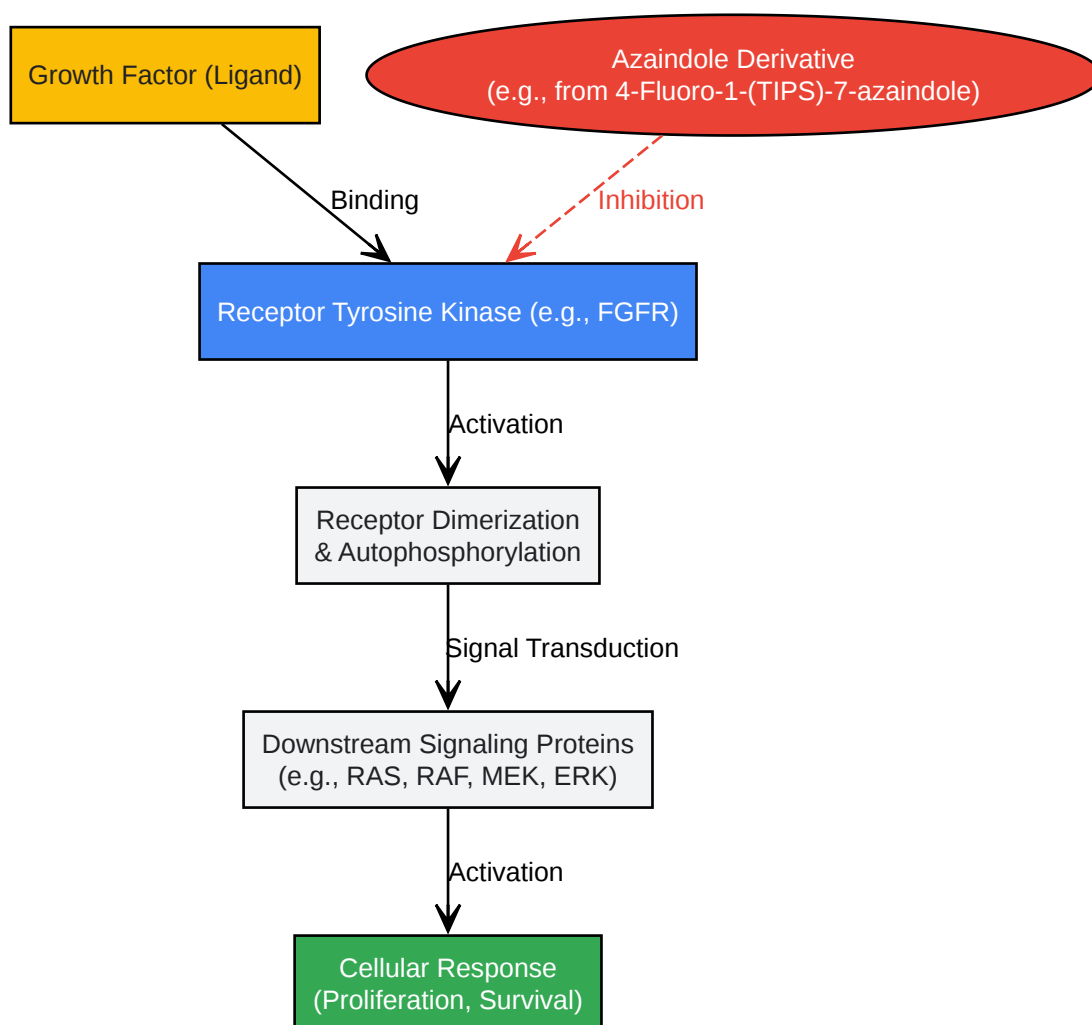 Growth Factor (Ligand)
Azaindole Derivative
(e.g., from 4-Fluoro-1-(TIPS)-7-azaindole)
Binding
Inhibition
Receptor Tyrosine Kinase (e.g., FGFR)
Activation
Receptor Dimerization
& Autophosphorylation
Signal Transduction
Downstream Signaling Proteins
(e.g., RAS, RAF, MEK, ERK)
Activation
Cellular Response
(Proliferation, Survival)